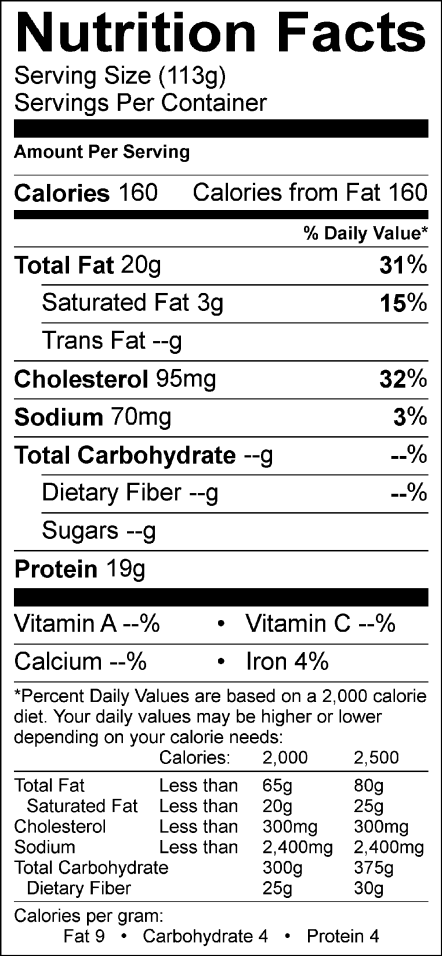 Nutrition Facts
Serving Size (113g)
Servings Per Container
Amount Per Serving
Calories 160 Calories from Fat 160
% Daily Value*
Total Fat 20g 31%
Saturated Fat 3g 15%
Trans Fat --g
Cholesterol 95mg 32%
Sodium 70mg 3%
Total Carbohydrate --g --%
Dietary Fiber --g --%
Sugars --g
Protein 19g
Vitamin A --% • Vitamin C --%
Calcium --% • Iron 4%
*Percent Daily Values are based on a 2,000 calorie
diet. Your daily values may be higher or lower
depending on your calorie needs:
Calories: 2,000 2,500
Total Fat Less than 65g 80g
Saturated Fat Less than 20g 25g
Cholesterol Less than 300mg 300mg
Sodium Less than 2,400mg 2,400mg
Total Carbohydrate 300g 375g
Dietary Fiber 25g 30g
Calories per gram:
Fat 9 • Carbohydrate 4 • Protein 4